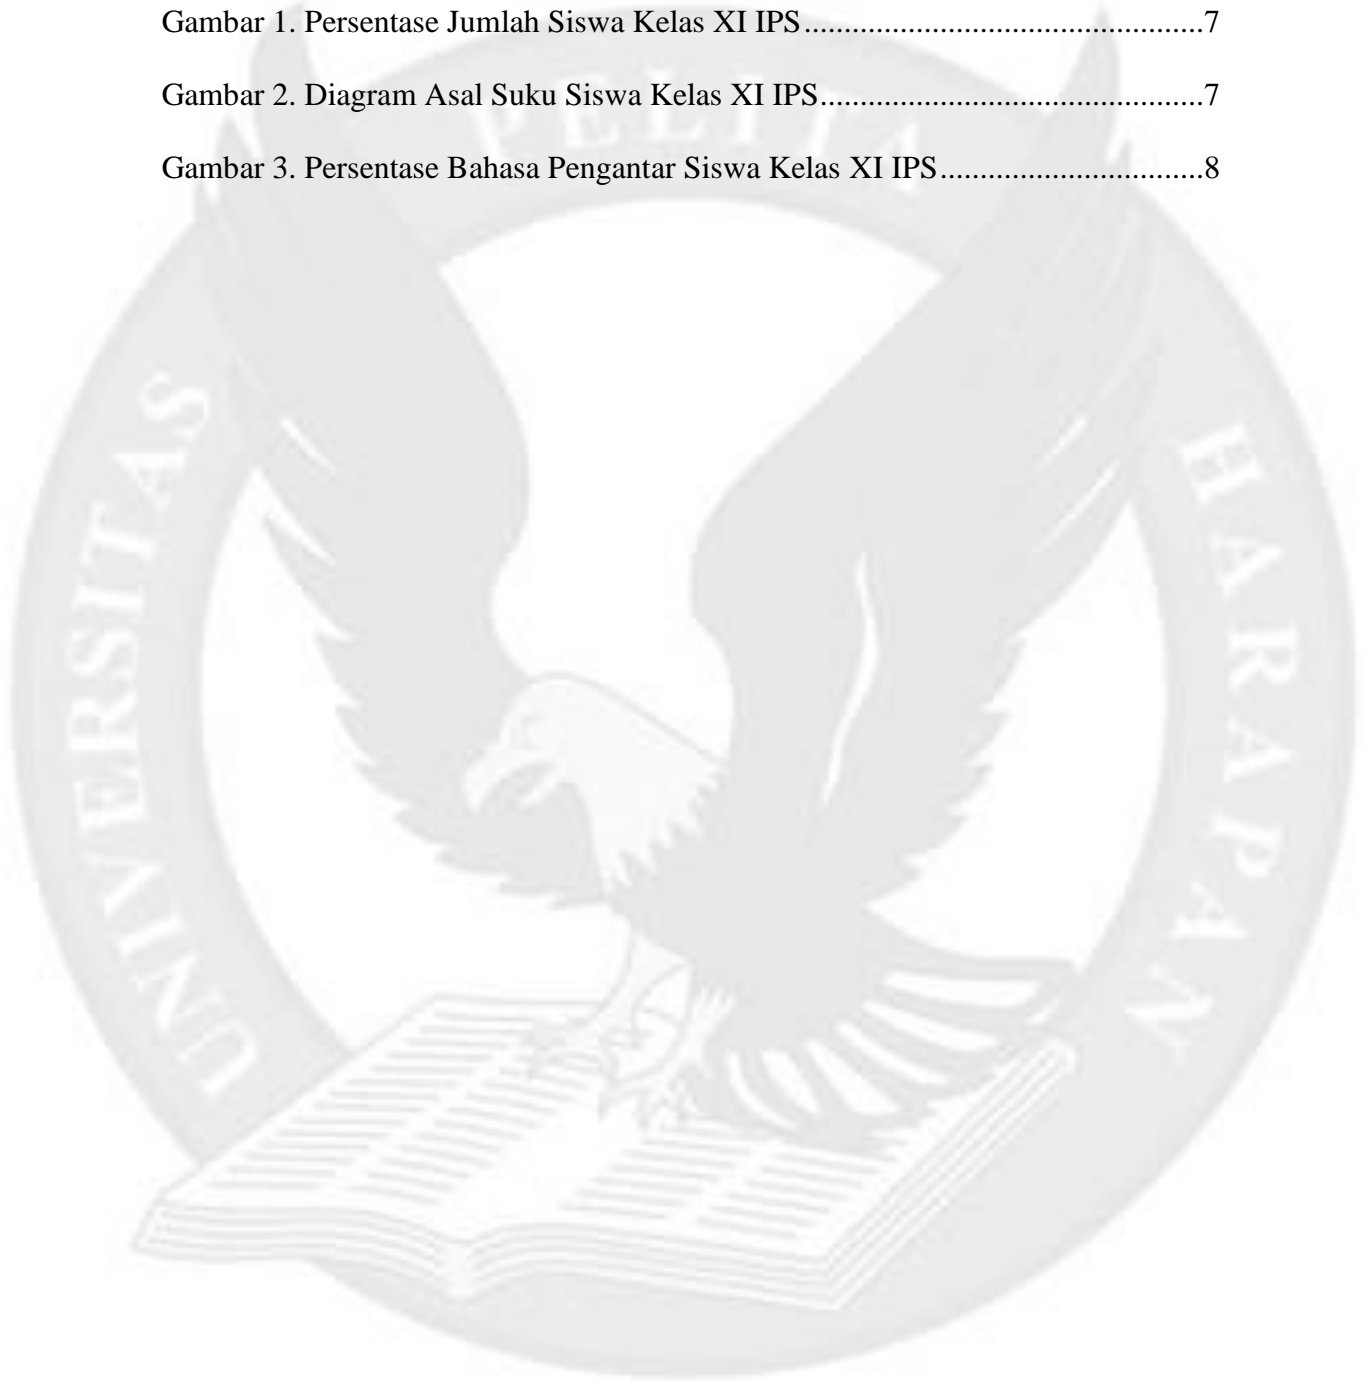 Gambar 1. Persentase Jumlah Siswa Kelas XI IPS..................................................7
Gambar 2. Diagram Asal Suku Siswa Kelas XI IPS................................................7
Gambar 3. Persentase Bahasa Pengantar Siswa Kelas XI IPS.................................8
UNIVERSITAS PELITA HARAPAN